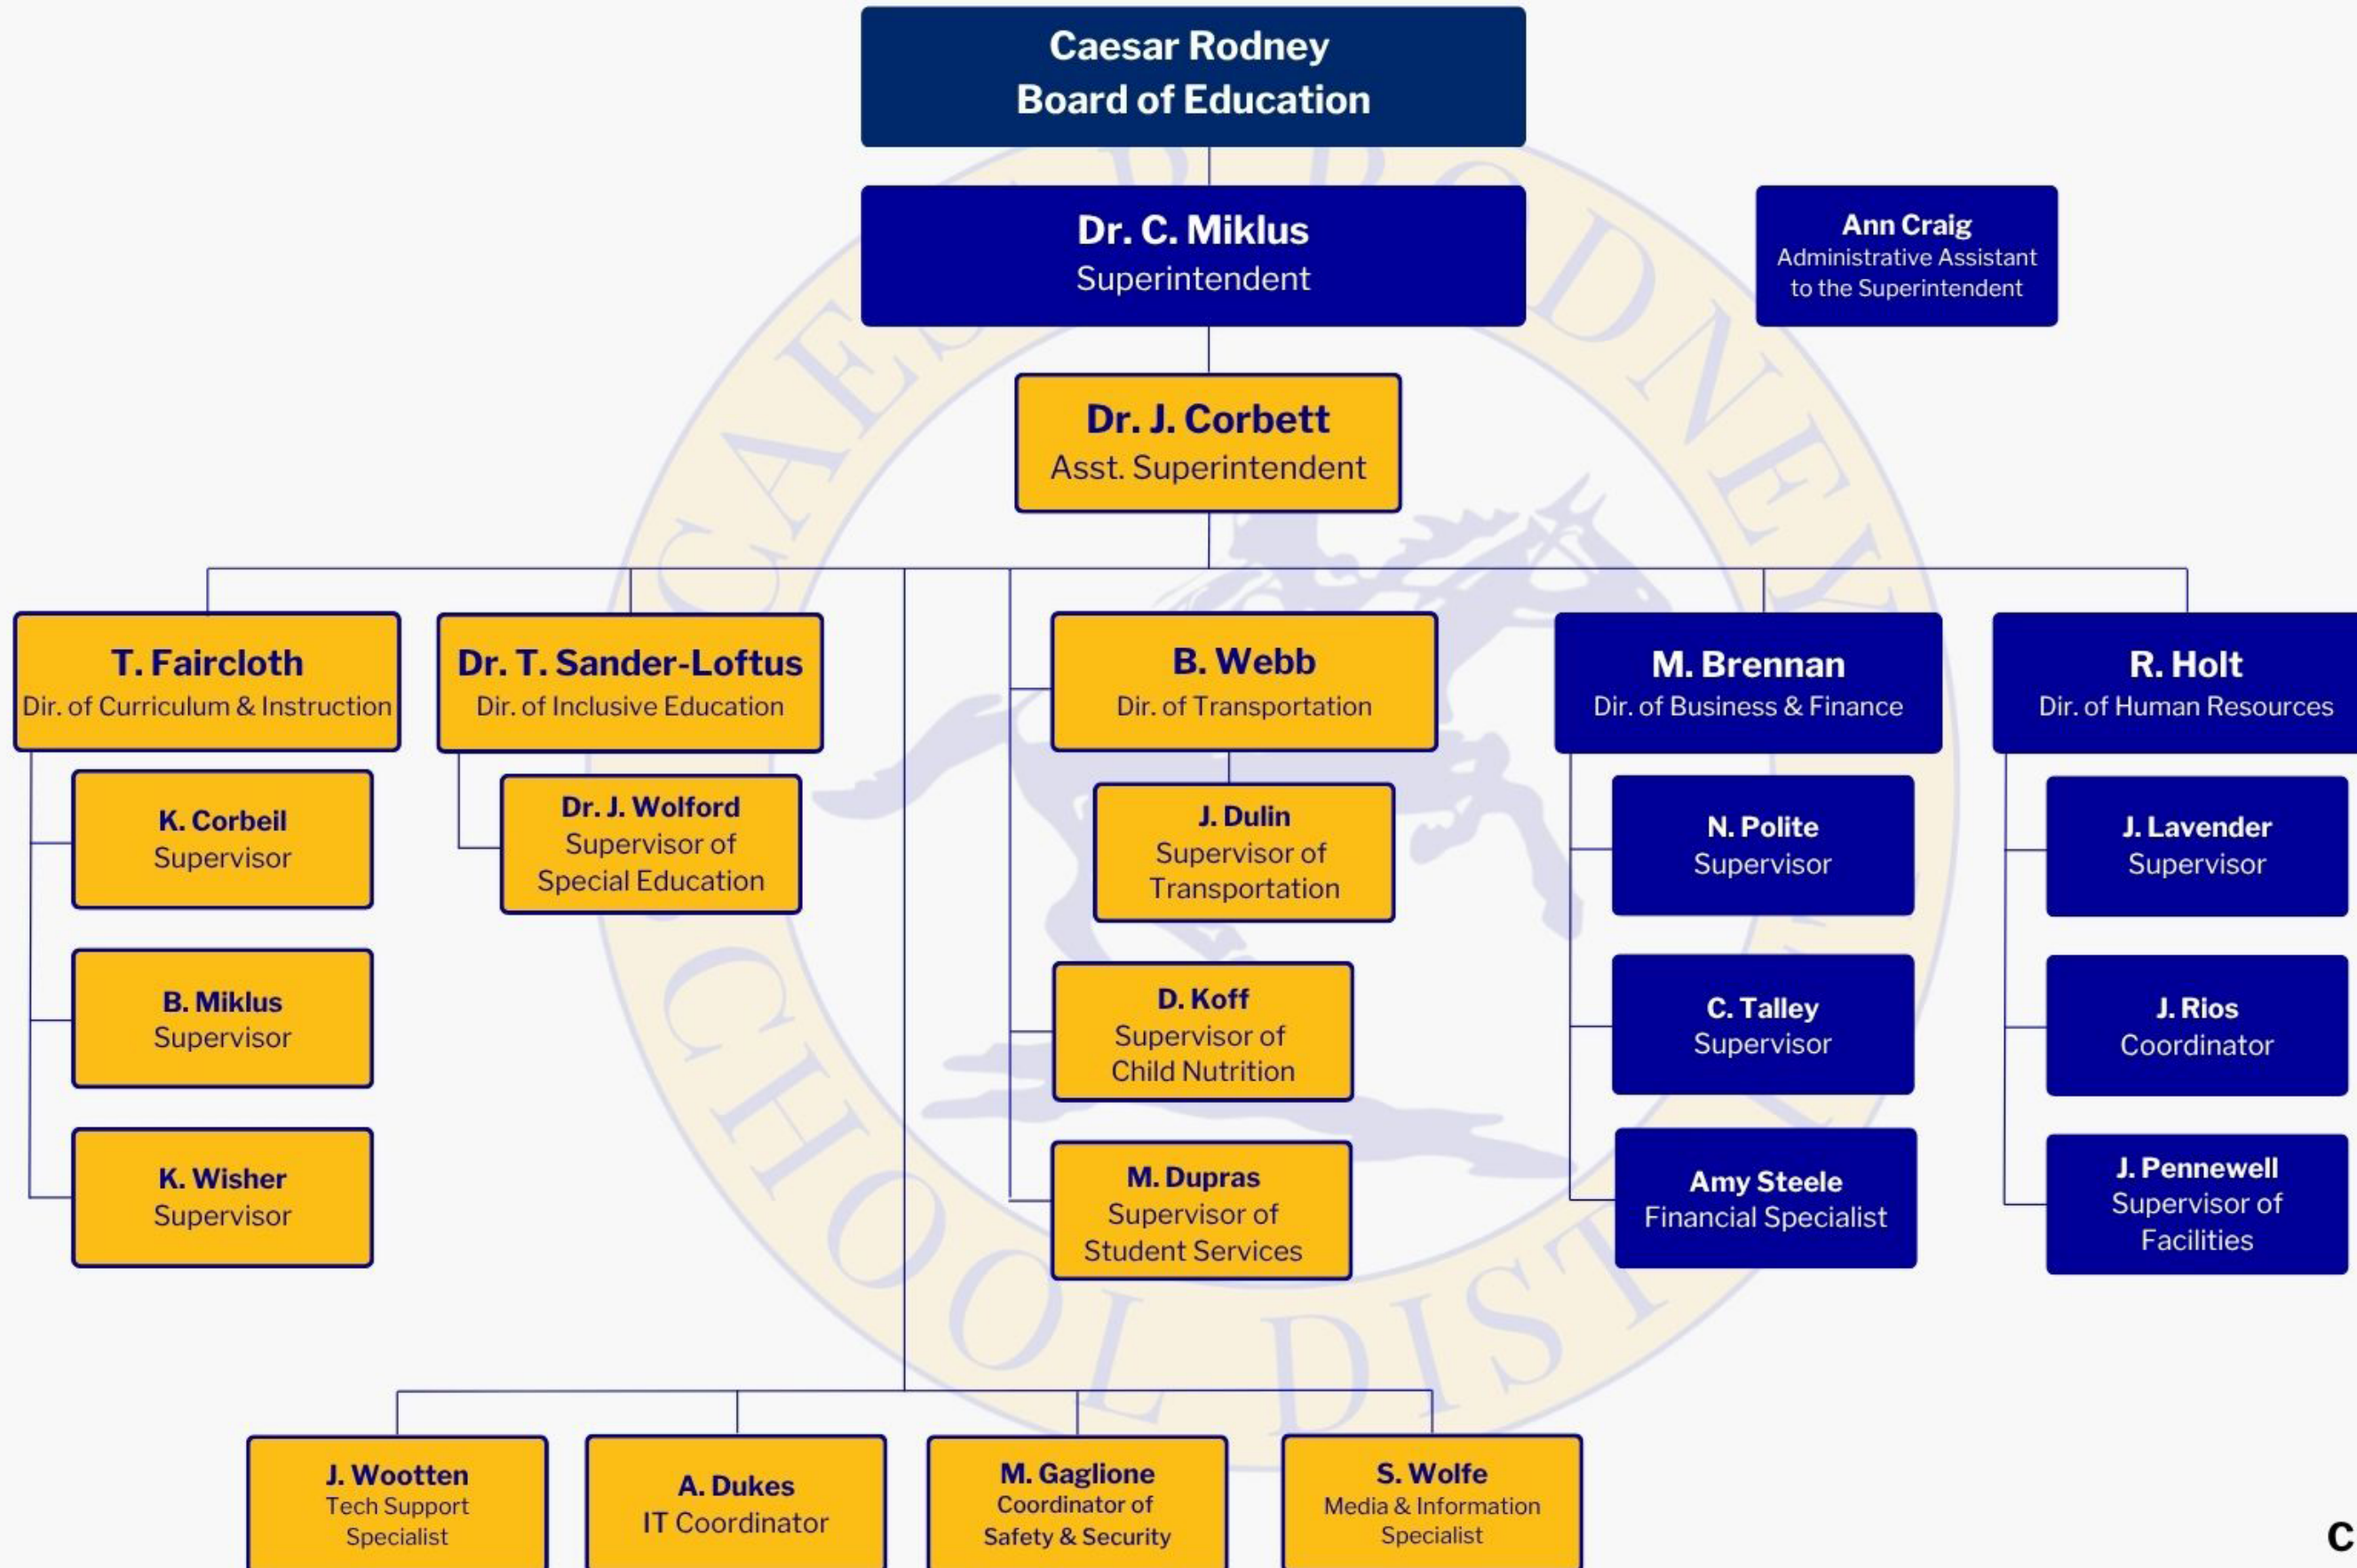 Caesar Rodney
Board of Education
Dr. C. Miklus
Superintendent
Ann Craig
Administrative Assistant
to the Superintendent
Dr. J. Corbett
Asst. Superintendent
T. Faircloth
Dir. of Curriculum & Instruction
Dr. T. Sander-Loftus
Dir. of Inclusive Education
B. Webb
Dir. of Transportation
M. Brennan
Dir. of Business & Finance
R. Holt
Dir. of Human Resources
K. Corbeil
Supervisor
B. Miklus
Supervisor
K. Wisher
Supervisor
Dr. J. Wolford
Supervisor of
Special Education
J. Dulin
Supervisor of
Transportation
D. Koff
Supervisor of
Child Nutrition
M. Dupras
Supervisor of
Student Services
N. Polite
Supervisor
C. Talley
Supervisor
Amy Steele
Financial Specialist
J. Lavender
Supervisor
J. Rios
Coordinator
J. Pennewell
Supervisor of
Facilities
J. Wootten
Tech Support
Specialist
A. Dukes
IT Coordinator
M. Gaglione
Coordinator of
Safety & Security
S. Wolfe
Media & Information
Specialist
C